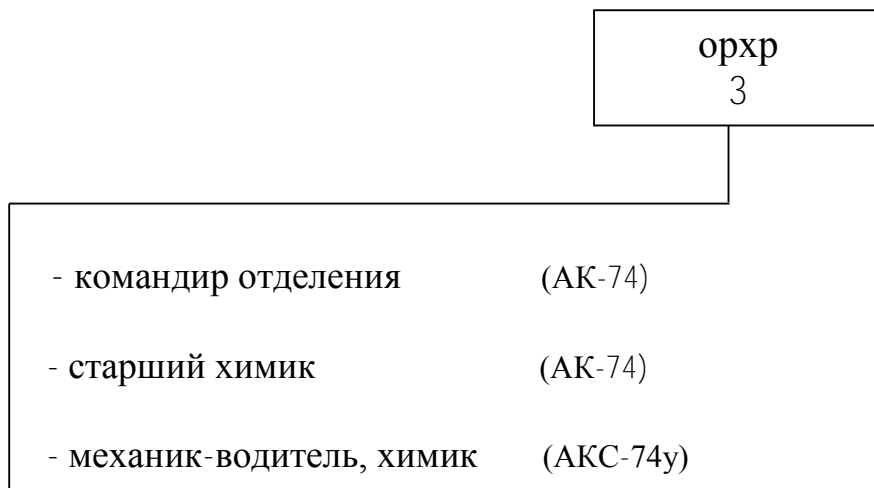 орхр
3
- командир отделения (АК-74)
- старший химик (АК-74)
- механик-водитель, химик (АКС-74у)